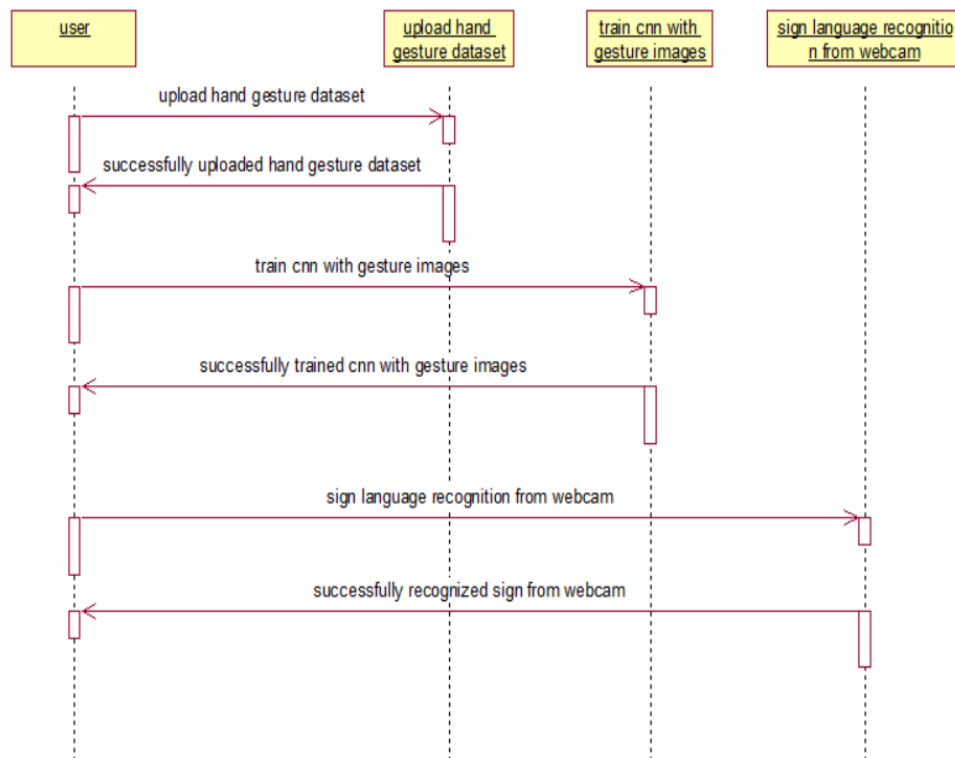 user
upload hand
gesture dataset
train cnn with
gesture images
sign language recognitio
n from webcam
upload hand gesture dataset
successfully uploaded hand gesture dataset
train cnn with gesture images
successfully trained cnn with gesture images
sign language recognition from webcam
successfully recognized sign from webcam